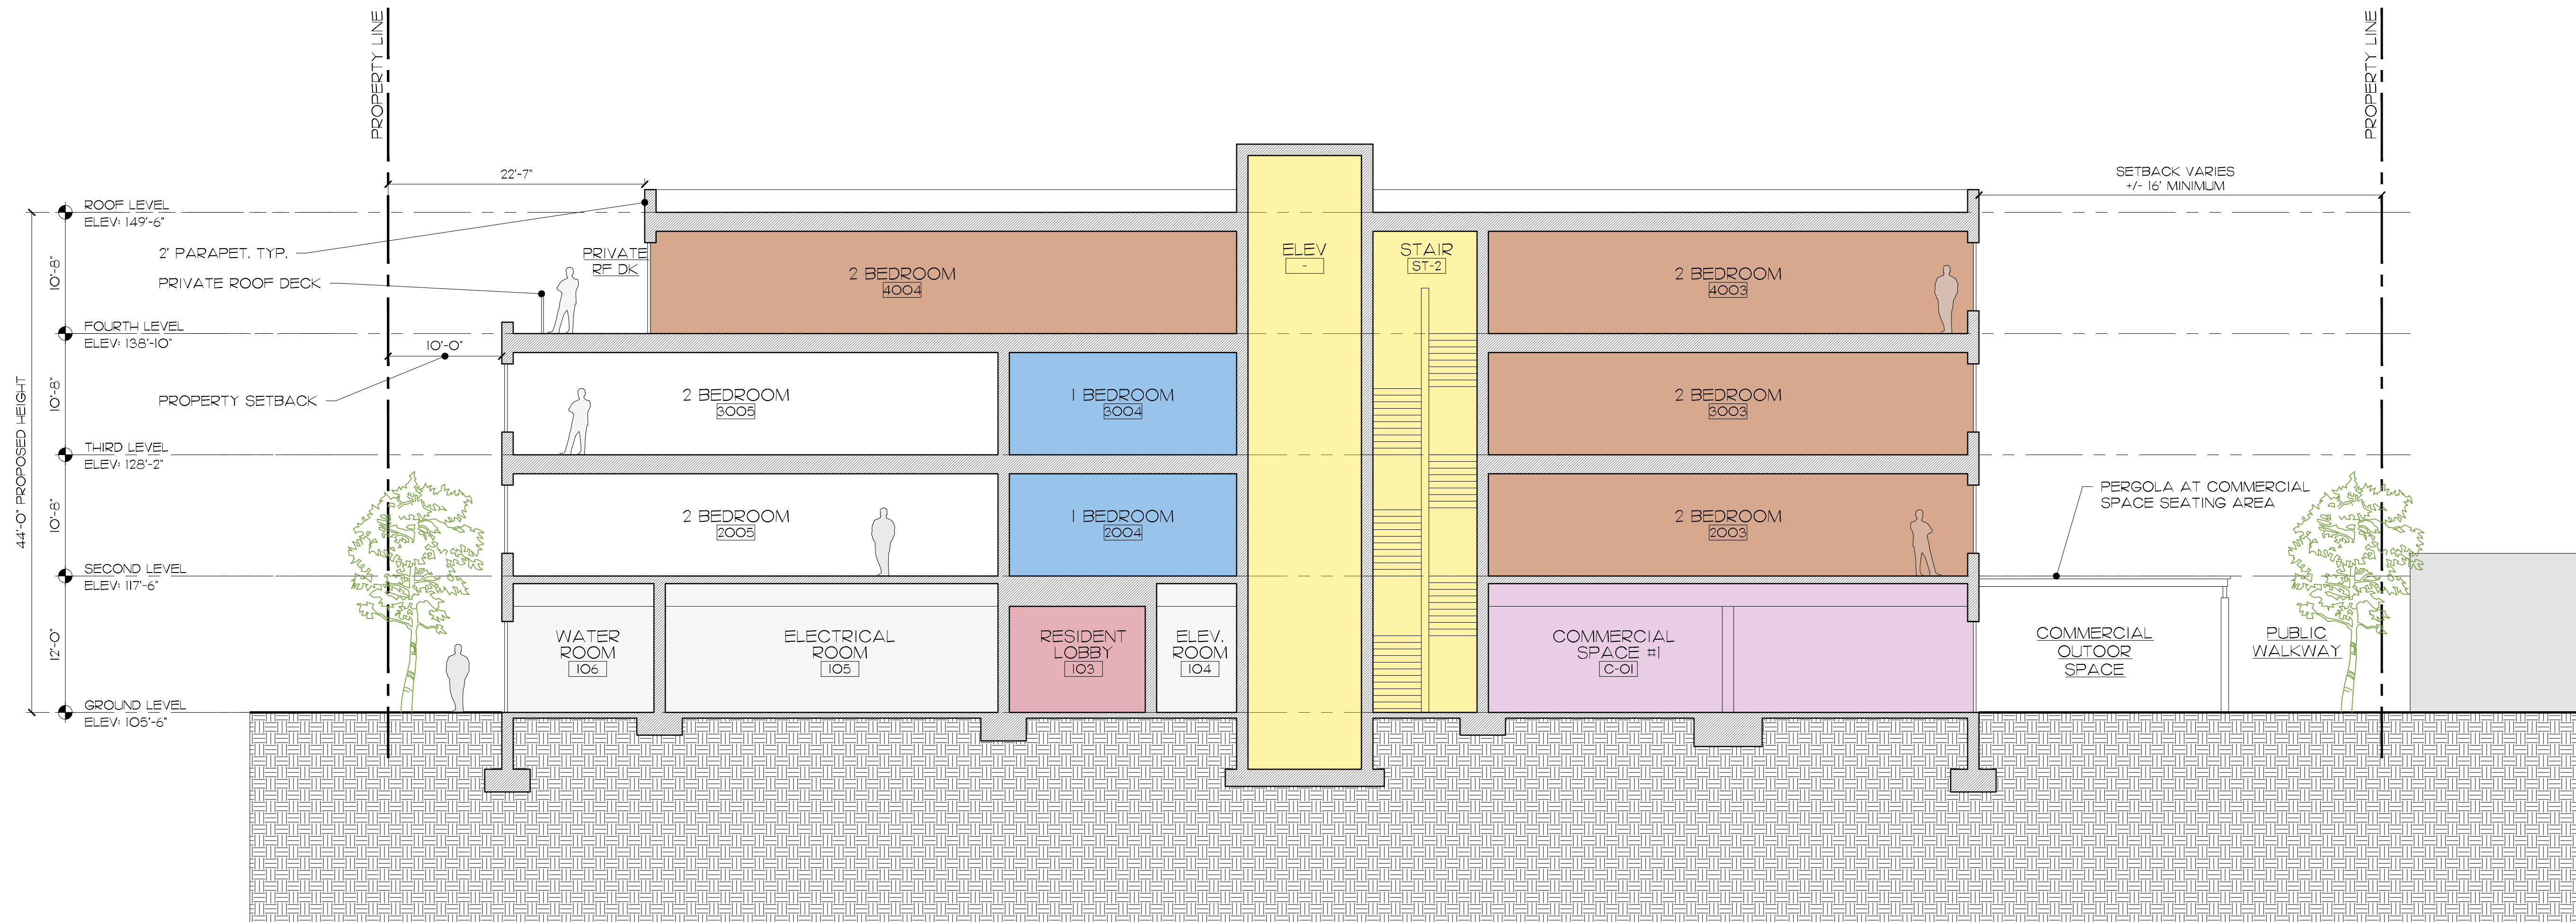 PROPERTY LINE
PROPERTY LINE
22'-7"
SETBACK VARIES
+/- 16' MINIMUM
ROOF LEVEL
ELEV: 149'-6"
2' PARAPET. TYP.
PRIVATE ROOF DECK
PRIVATE
RF DK
10'-8"
2 BEDROOM
4004
ELEV
-
STAIR
ST-2
2 BEDROOM
4003
FOURTH LEVEL
ELEV: 138'-10"
10'-0"
PROPERTY SETBACK
44'-0" PROPOSED HEIGHT
10'-8"
2 BEDROOM
3005
1 BEDROOM
3004
2 BEDROOM
3003
THIRD LEVEL
ELEV: 128'-2"
10'-8"
2 BEDROOM
2005
1 BEDROOM
2004
2 BEDROOM
2003
PERGOLA AT COMMERCIAL
SPACE SEATING AREA
SECOND LEVEL
ELEV: 117'-6"
12'-0"
WATER
ROOM
106
ELECTRICAL
ROOM
105
RESIDENT
LOBBY
103
ELEV.
ROOM
104
COMMERCIAL
SPACE #1
C-01
COMMERCIAL
OUTOOR
SPACE
PUBLIC
WALKWAY
GROUND LEVEL
ELEV: 105'-6"